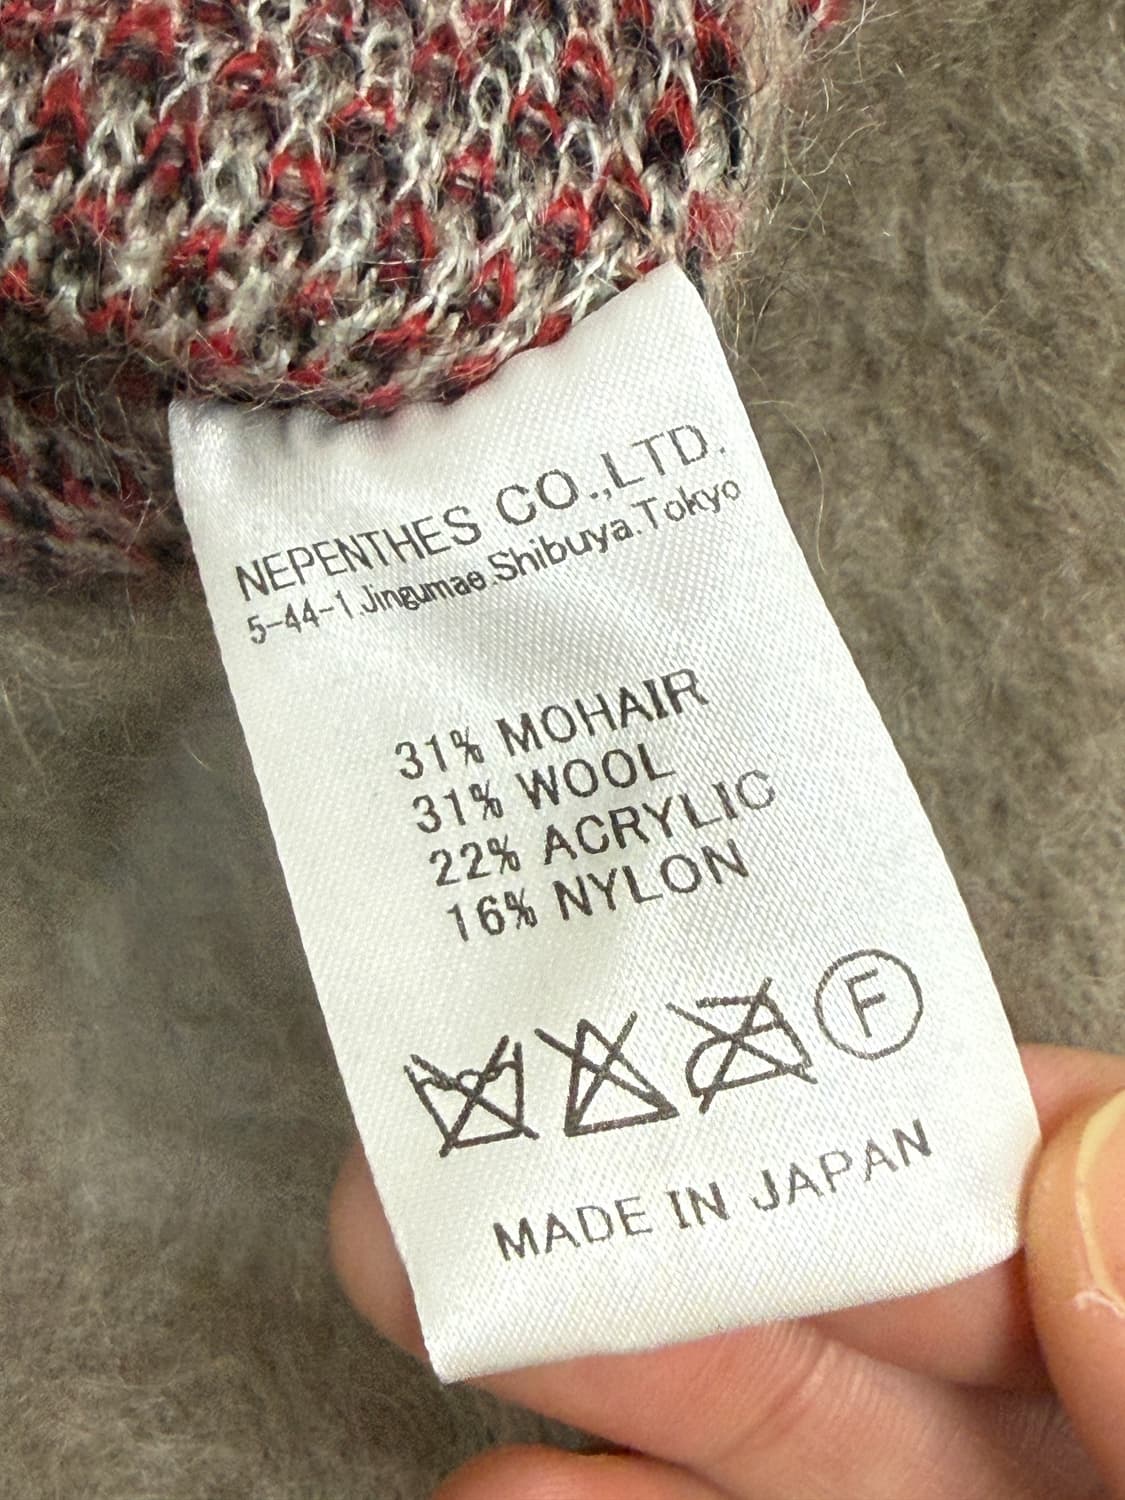 NEPENTHES CO.,LTD.
5-44-1.Jingumae.Shibuya.Tokyo
31% MOHAIR
31% WOOL
22% ACRYLIC
16% NYLON
F
MADE IN JAPAN